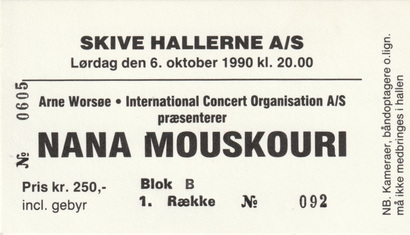 SKIVE HALLERNE A/S
Lørdag den 6. oktober 1990 kl. 20.00
Arne Worsøe • International Concert Organisation A/S
præsenterer
NANA MOUSKOURI
Pris kr. 250,-
incl. gebyr
Blok B
1. Række № 092
№ 0605
NB. Kameraer, båndoptagere o.lign.
må ikke medbringes i hallen